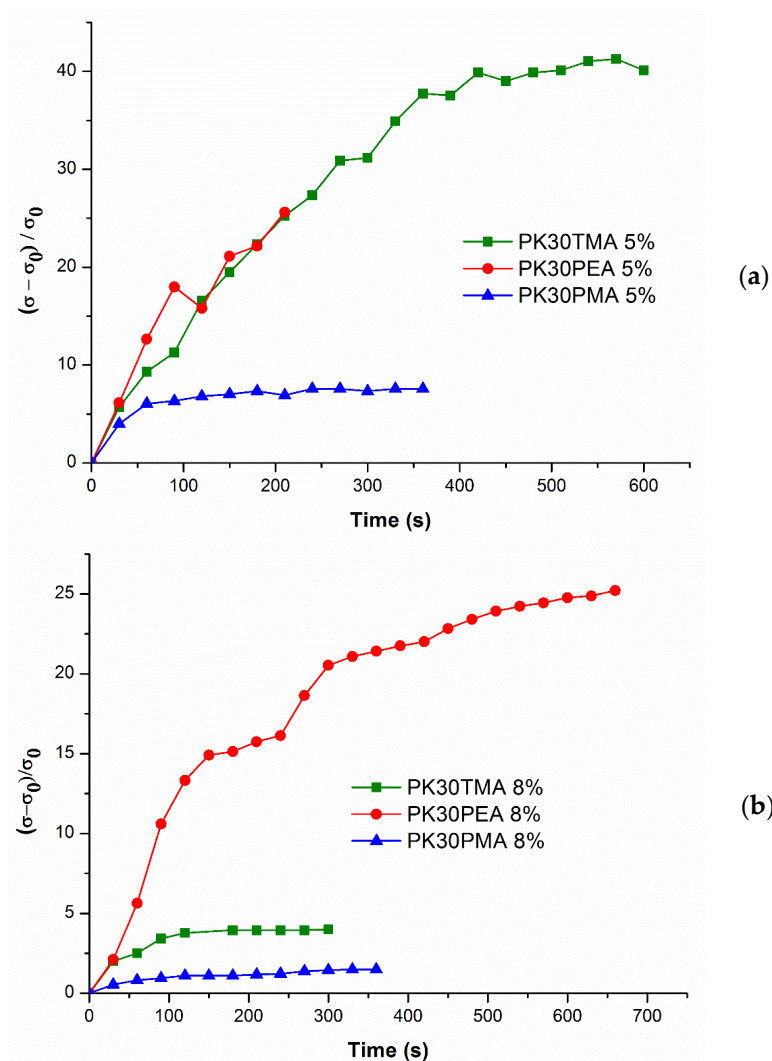 40
30
20
10
0
(σ – σ₀) / σ₀
PK30TMA 5%
PK30PEA 5%
PK30PMA 5%
(a)
0 100 200 300 400 500 600
Time (s)
25
20
15
10
5
0
(σ–σ₀)/σ₀
PK30TMA 8%
PK30PEA 8%
PK30PMA 8%
(b)
0 100 200 300 400 500 600 700
Time (s)